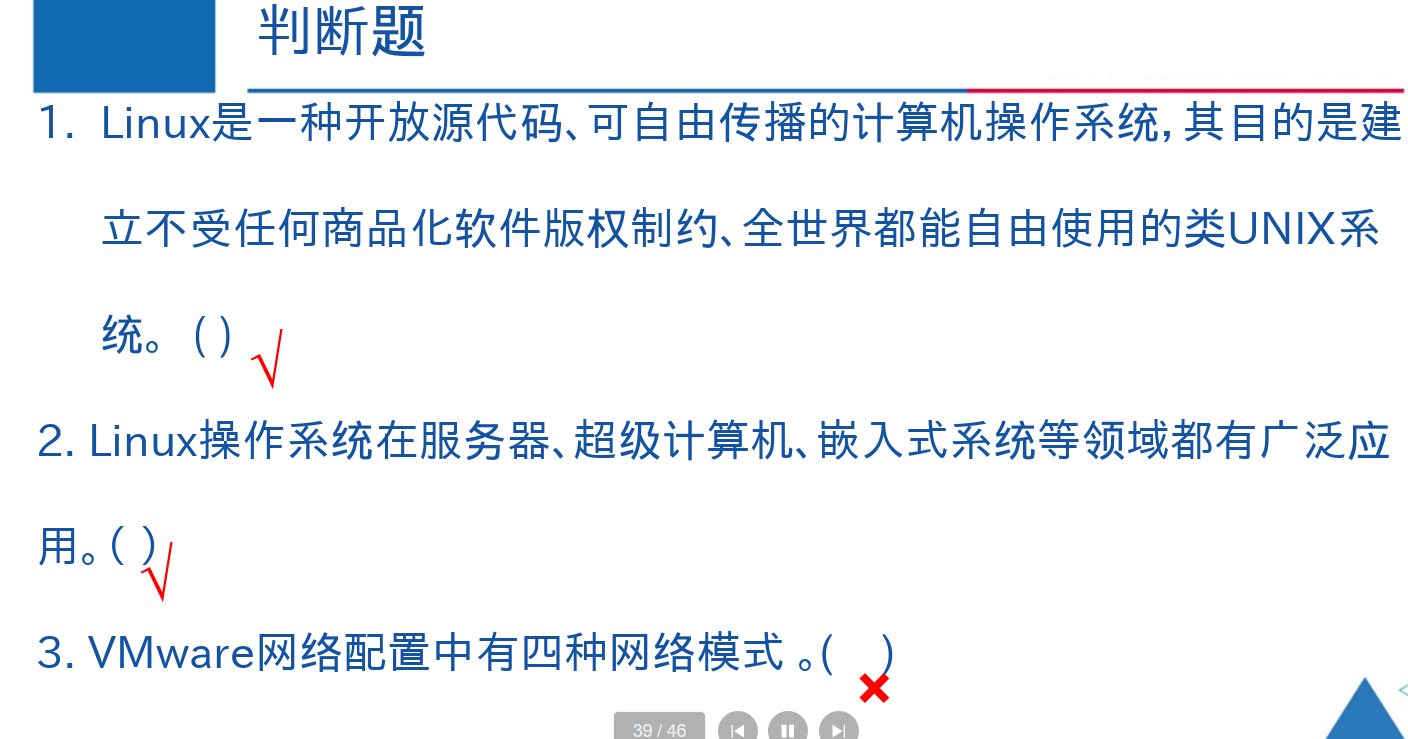 判断题
1. Linux是一种开放源代码、可自由传播的计算机操作系统，其目的是建
立不受任何商品化软件版权制约、全世界都能自由使用的类UNIX系
统。 ( ) √
2. Linux操作系统在服务器、超级计算机、嵌入式系统等领域都有广泛应
用。( ) √
3. VMware网络配置中有四种网络模式 。( ) ×
39 / 46